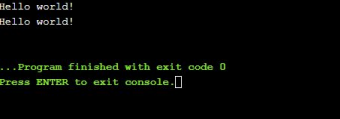 Hello world!
Hello world!
...Program finished with exit code 0
Press ENTER to exit console.